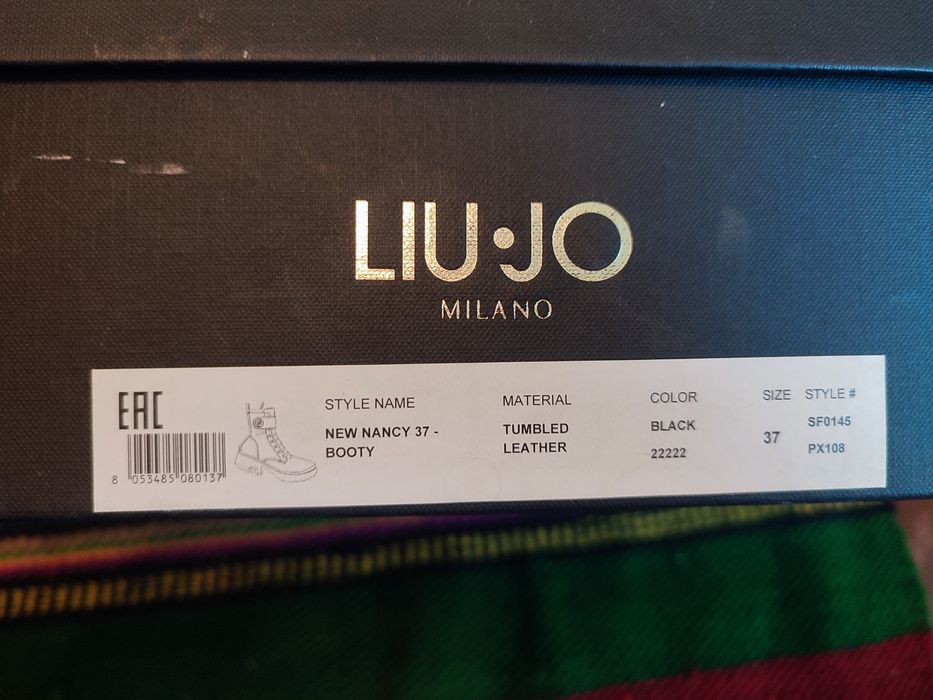 LIU·JO
MILANO
EAC
8 053485 080137
STYLE NAME
NEW NANCY 37 -
BOOTY
MATERIAL
TUMBLED
LEATHER
COLOR
BLACK
22222
SIZE
37
STYLE #
SF0145
PX108